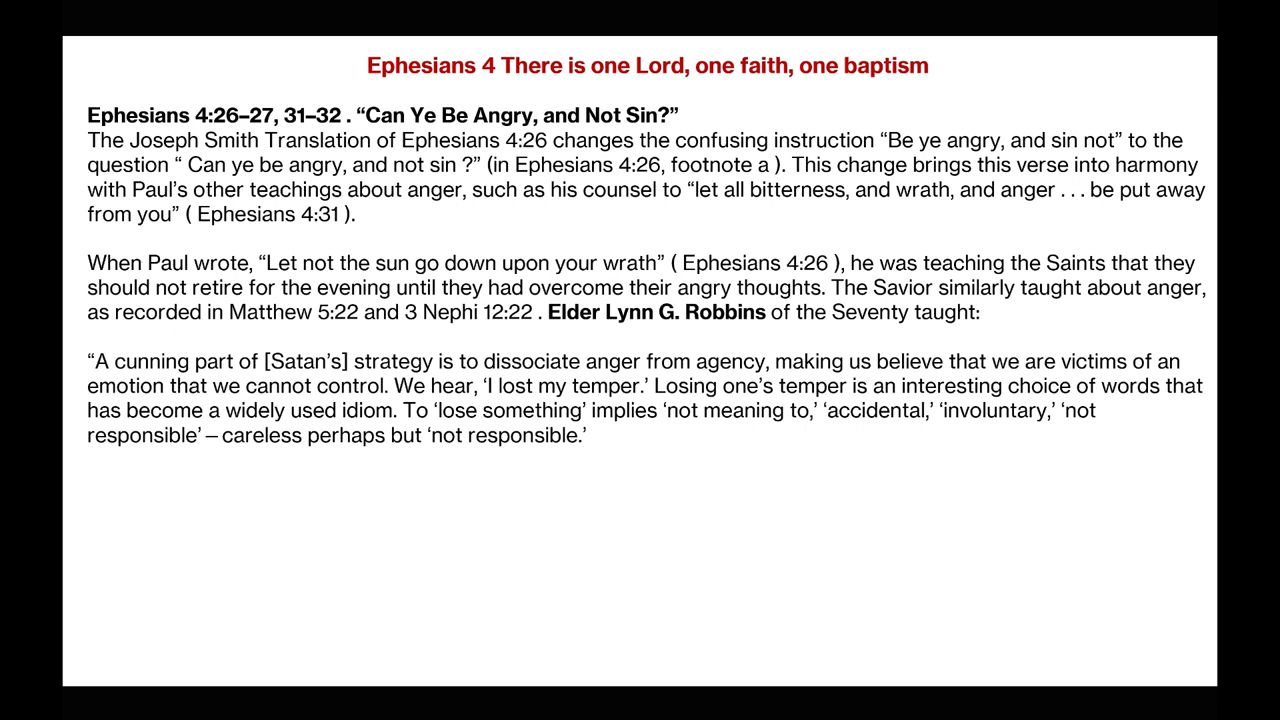 Ephesians 4 There is one Lord, one faith, one baptism
Ephesians 4:26–27, 31–32 . “Can Ye Be Angry, and Not Sin?”
The Joseph Smith Translation of Ephesians 4:26 changes the confusing instruction “Be ye angry, and sin not” to the
question “ Can ye be angry, and not sin ?” (in Ephesians 4:26, footnote a ). This change brings this verse into harmony
with Paul’s other teachings about anger, such as his counsel to “let all bitterness, and wrath, and anger . . . be put away
from you” ( Ephesians 4:31 ).
When Paul wrote, “Let not the sun go down upon your wrath” ( Ephesians 4:26 ), he was teaching the Saints that they
should not retire for the evening until they had overcome their angry thoughts. The Savior similarly taught about anger,
as recorded in Matthew 5:22 and 3 Nephi 12:22 . Elder Lynn G. Robbins of the Seventy taught:
“A cunning part of [Satan’s] strategy is to dissociate anger from agency, making us believe that we are victims of an
emotion that we cannot control. We hear, ‘I lost my temper.’ Losing one’s temper is an interesting choice of words that
has become a widely used idiom. To ‘lose something’ implies ‘not meaning to,’ ‘accidental,’ ‘involuntary,’ ‘not
responsible’ – careless perhaps but ‘not responsible.’